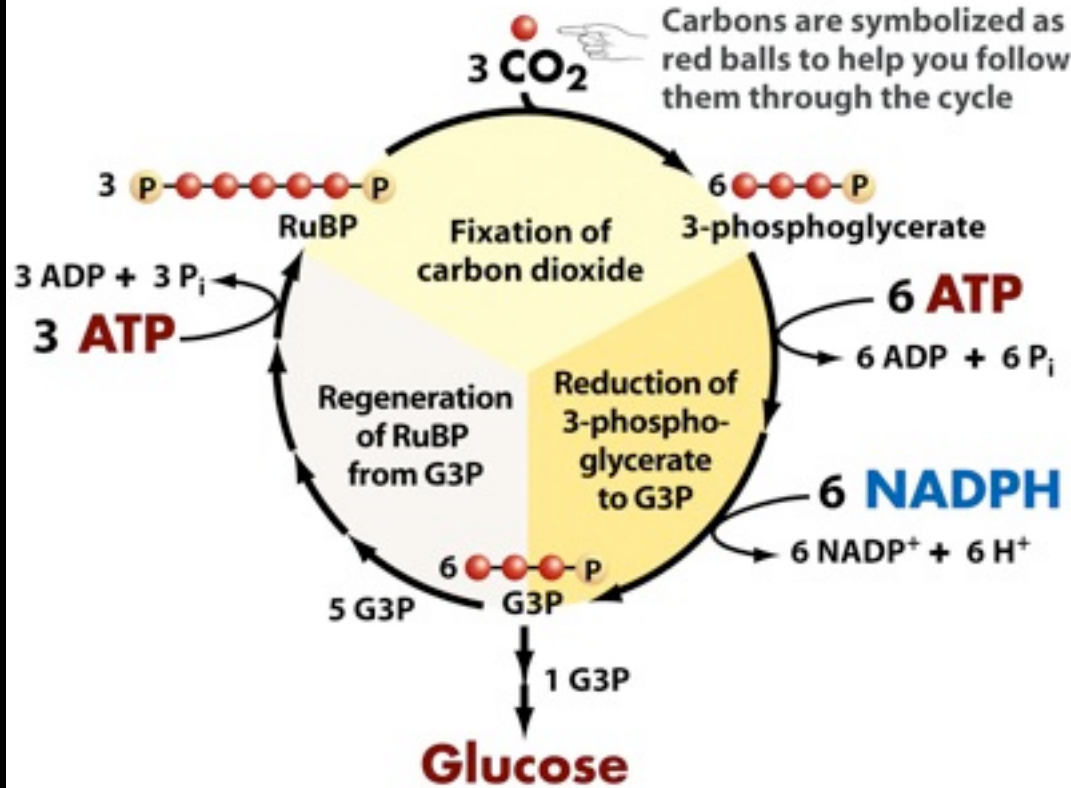 Carbons are symbolized as
red balls to help you follow
them through the cycle
3 CO₂
3 P P
RuBP
6 P
3-phosphoglycerate
Fixation of
carbon dioxide
3 ADP + 3 Pᵢ
3 ATP
6 ATP
6 ADP + 6 Pᵢ
Regeneration
of RuBP
from G3P
Reduction of
3-phospho-
glycerate
to G3P
6 NADPH
6 NADP⁺ + 6 H⁺
6 P
G3P
5 G3P
1 G3P
Glucose